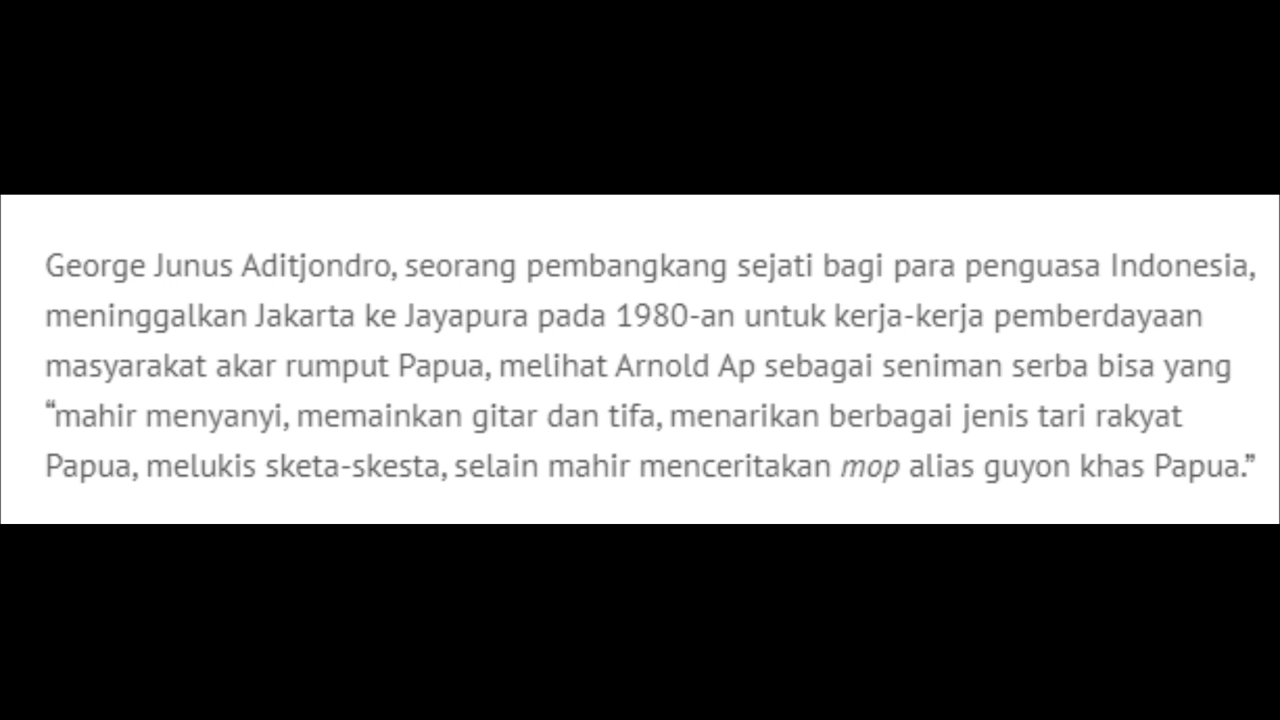 George Junus Aditjondro, seorang pembangkang sejati bagi para penguasa Indonesia,
meninggalkan Jakarta ke Jayapura pada 1980-an untuk kerja-kerja pemberdayaan
masyarakat akar rumput Papua, melihat Arnold Ap sebagai seniman serba bisa yang
“mahir menyanyi, memainkan gitar dan tifa, menarikan berbagai jenis tari rakyat
Papua, melukis sketa-skesta, selain mahir menceritakan mop alias guyon khas Papua.”